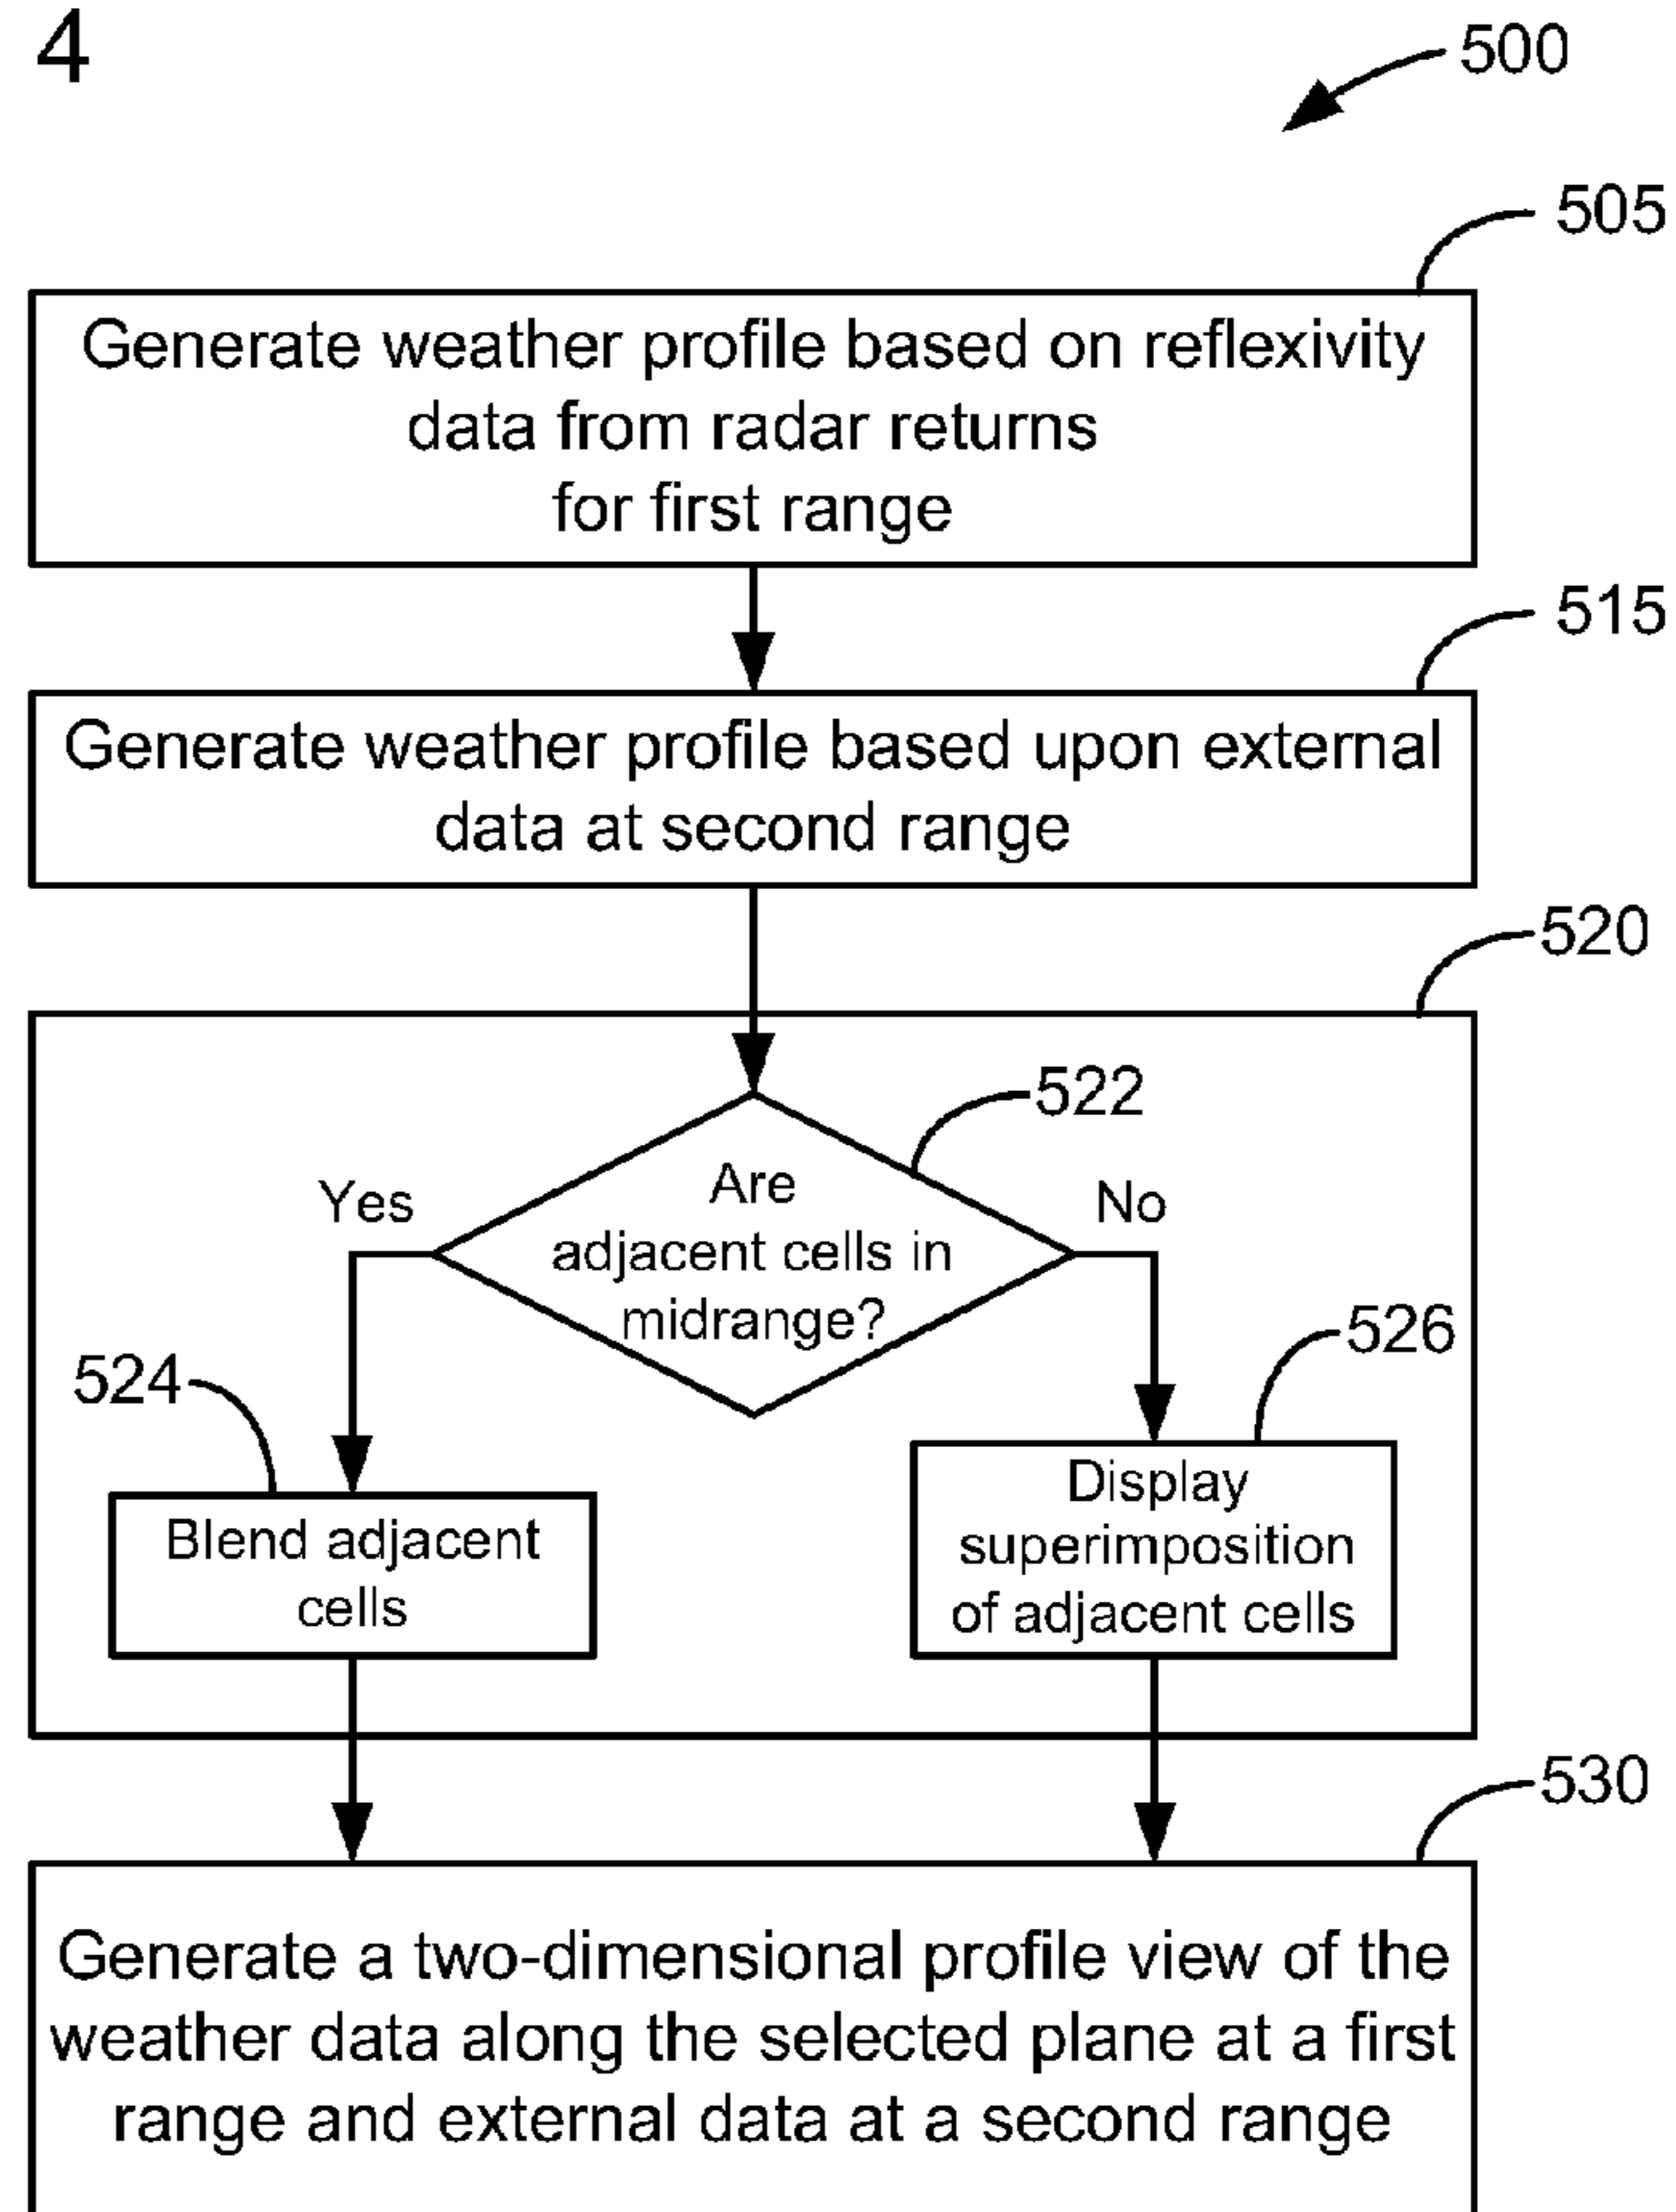 4
500
505
Generate weather profile based on reflexivity
data from radar returns
for first range
515
Generate weather profile based upon external
data at second range
520
522
Yes
Are
adjacent cells in
midrange?
No
526
524
Display
superimposition
of adjacent cells
Blend adjacent
cells
530
Generate a two-dimensional profile view of the
weather data along the selected plane at a first
range and external data at a second range